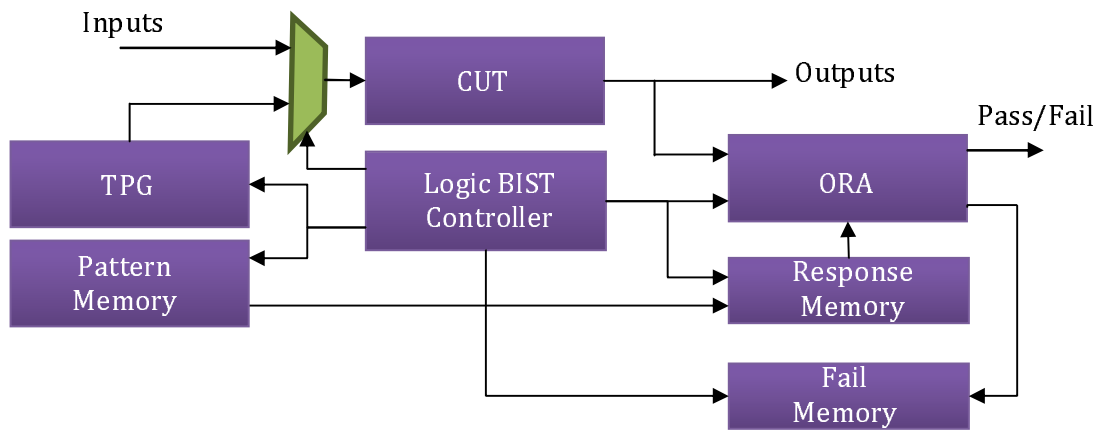 Inputs
CUT
Outputs
Pass/Fail
TPG
Logic BIST
Controller
ORA
Pattern
Memory
Response
Memory
Fail
Memory